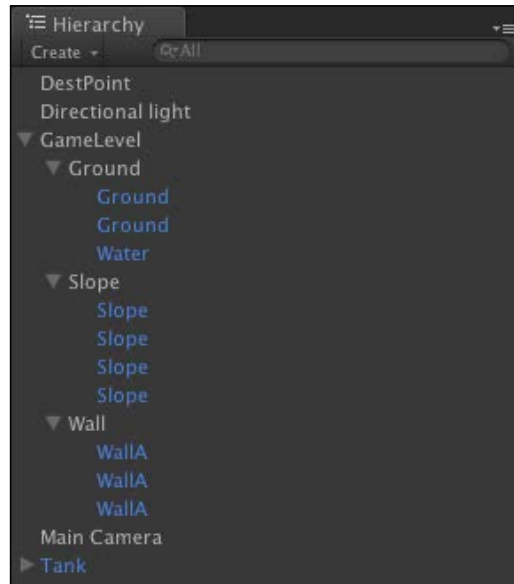 Hierarchy
Create All
DestPoint
Directional light
GameLevel
Ground
Ground
Ground
Water
Slope
Slope
Slope
Slope
Slope
Wall
WallA
WallA
WallA
Main Camera
Tank